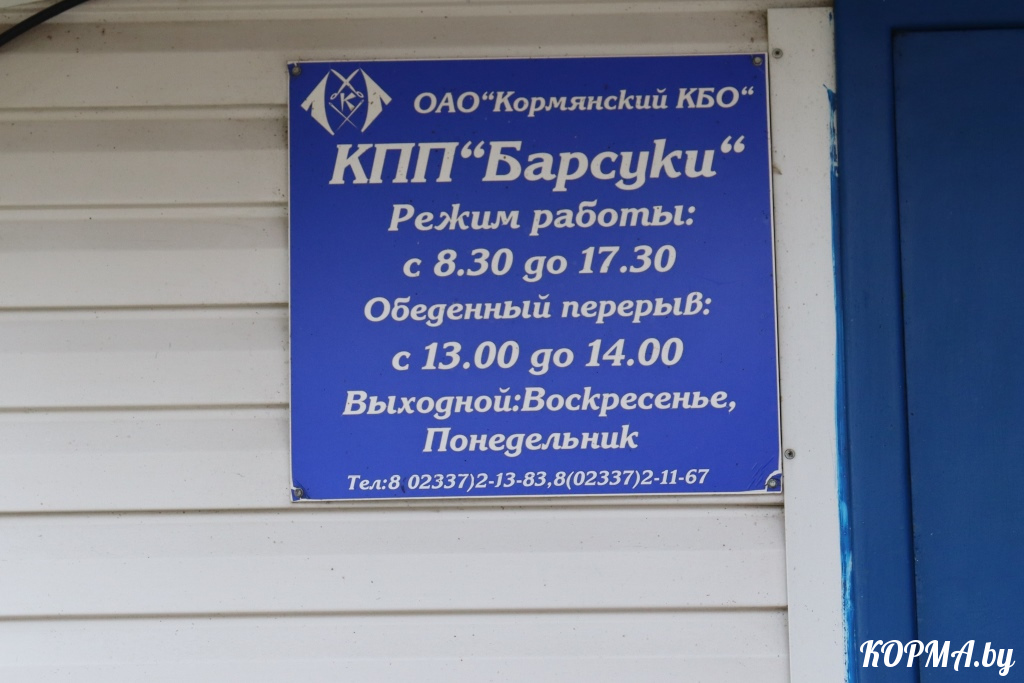 К
ОАО“Кормянский КБО“
КПП“Барсуки“
Режим работы:
с 8.30 до 17.30
Обеденный перерыв:
с 13.00 до 14.00
Выходной:Воскресенье,
Понедельник
Тел:8 02337)2-13-83,8(02337)2-11-67
КОРМА.by